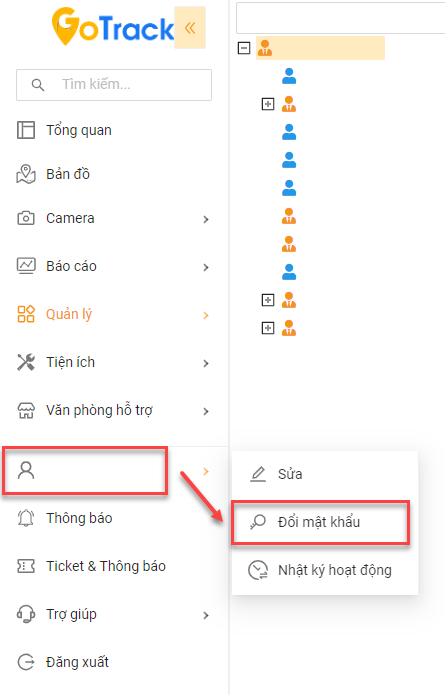 GoTrack
Tìm kiếm...
Tổng quan
Bản đồ
Camera
Báo cáo
Quản lý
Tiện ích
Văn phòng hỗ trợ
Sửa
Đổi mật khẩu
Nhật ký hoạt động
Thông báo
Ticket & Thông báo
Trợ giúp
Đăng xuất